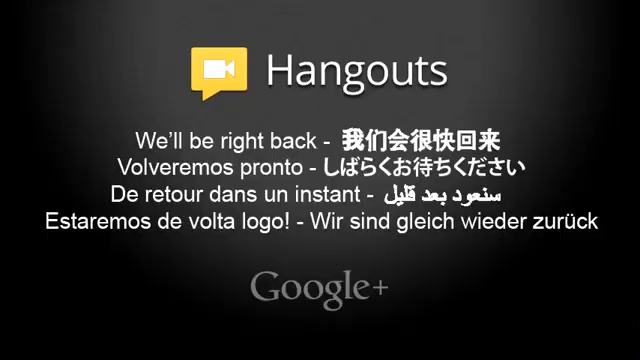 Hangouts
We'll be right back - 我们会很快回来
Volveremos pronto - しばらくお待ちください
De retour dans un instant - سنعود بعد قليل
Estaremos de volta logo! - Wir sind gleich wieder zurück
Google+